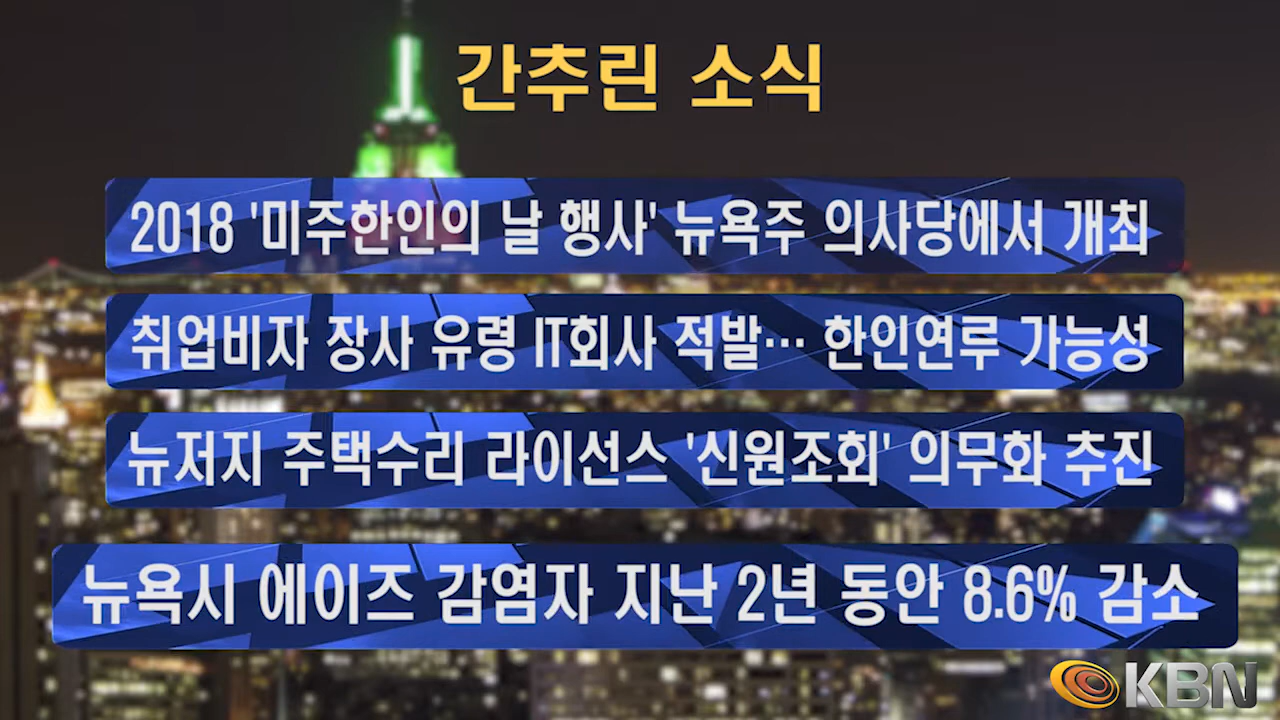 간추린 소식
2018 '미주한인의 날 행사' 뉴욕주 의사당에서 개최
취업비자 장사 유령 IT회사 적발··· 한인연루 가능성
뉴저지 주택수리 라이선스 '신원조회' 의무화 추진
뉴욕시 에이즈 감염자 지난 2년 동안 8.6% 감소
KBN